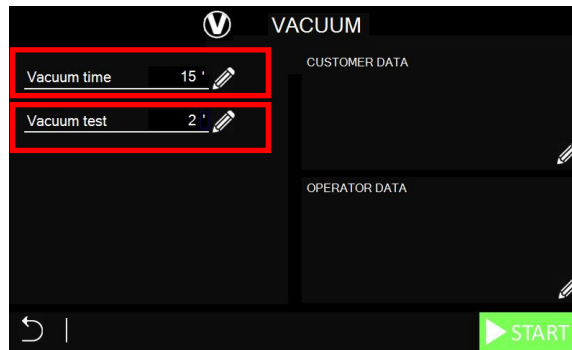 V VACUUM
Vacuum time 15 '
Vacuum test 2 '
CUSTOMER DATA
OPERATOR DATA
START